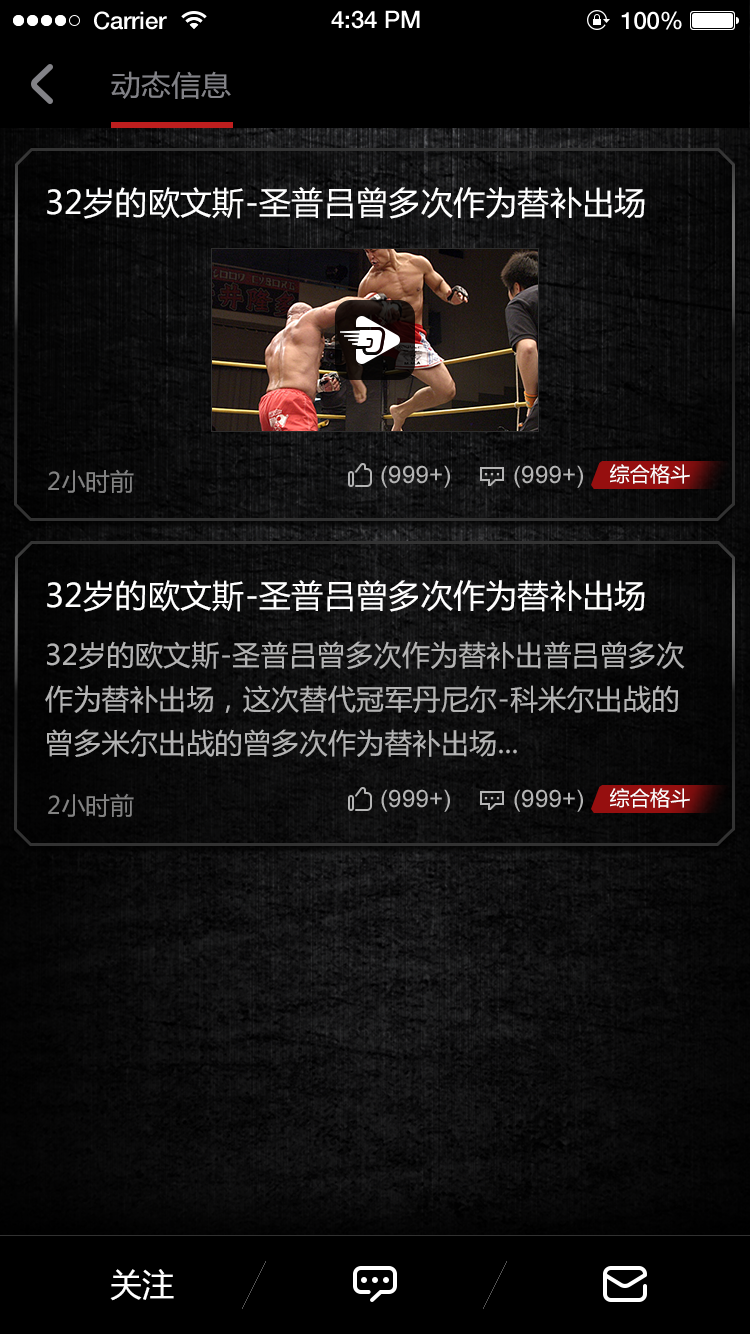 Carrier 4:34 PM 100%
动态信息
32岁的欧文斯-圣普吕曾多次作为替补出场
2小时前 (999+) (999+) 综合格斗
32岁的欧文斯-圣普吕曾多次作为替补出场
32岁的欧文斯-圣普吕曾多次作为替补出普吕曾多次
作为替补出场，这次替代冠军丹尼尔-科米尔出战的
曾多米尔出战的曾多次作为替补出场...
2小时前 (999+) (999+) 综合格斗
关注